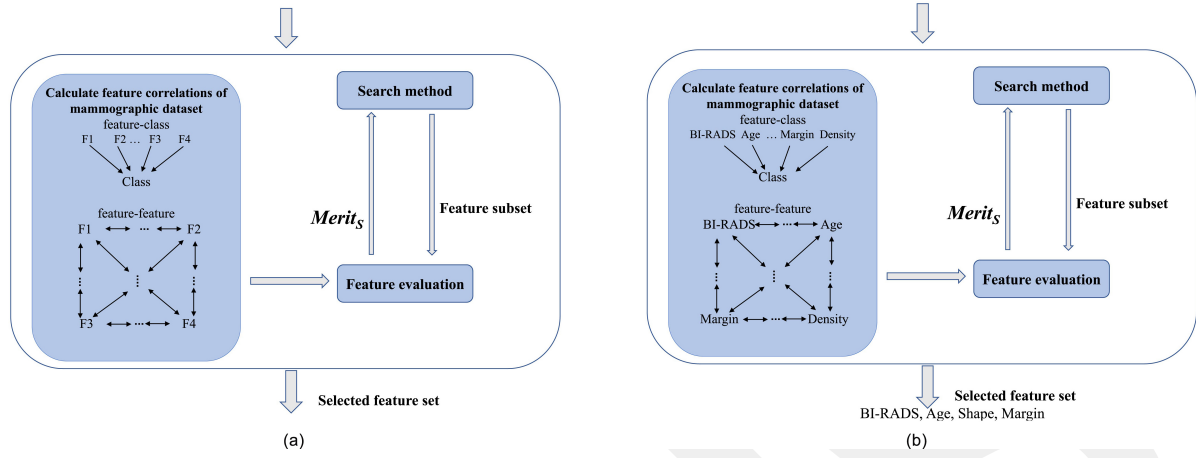 Calculate feature correlations of
mammographic dataset
feature-class
F1 F2 ... F3 F4
Class
feature-feature
F1 ... F2
...
...
...
F3 ... F4
Search method
Merit_S
Feature subset
Feature evaluation
Selected feature set
(a)
Calculate feature correlations of
mammographic dataset
feature-class
BI-RADS Age ... Margin Density
Class
feature-feature
BI-RADS ... Age
...
...
...
Margin ... Density
Search method
Merit_S
Feature subset
Feature evaluation
Selected feature set
BI-RADS, Age, Shape, Margin
(b)